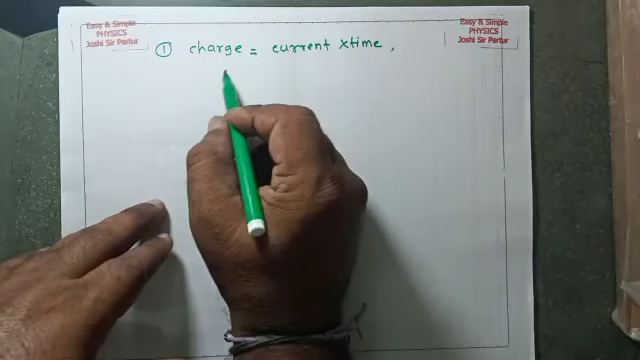 Easy & Simple
PHYSICS
Joshi Sir Partur
Easy & Simple
PHYSICS
Joshi Sir Partur
① charge = current x time,